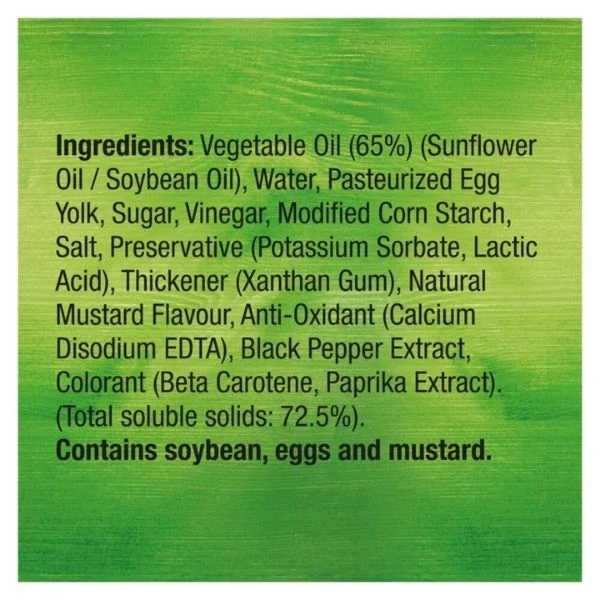 Ingredients: Vegetable Oil (65%) (Sunflower
Oil / Soybean Oil), Water, Pasteurized Egg
Yolk, Sugar, Vinegar, Modified Corn Starch,
Salt, Preservative (Potassium Sorbate, Lactic
Acid), Thickener (Xanthan Gum), Natural
Mustard Flavour, Anti-Oxidant (Calcium
Disodium EDTA), Black Pepper Extract,
Colorant (Beta Carotene, Paprika Extract).
(Total soluble solids: 72.5%).
Contains soybean, eggs and mustard.